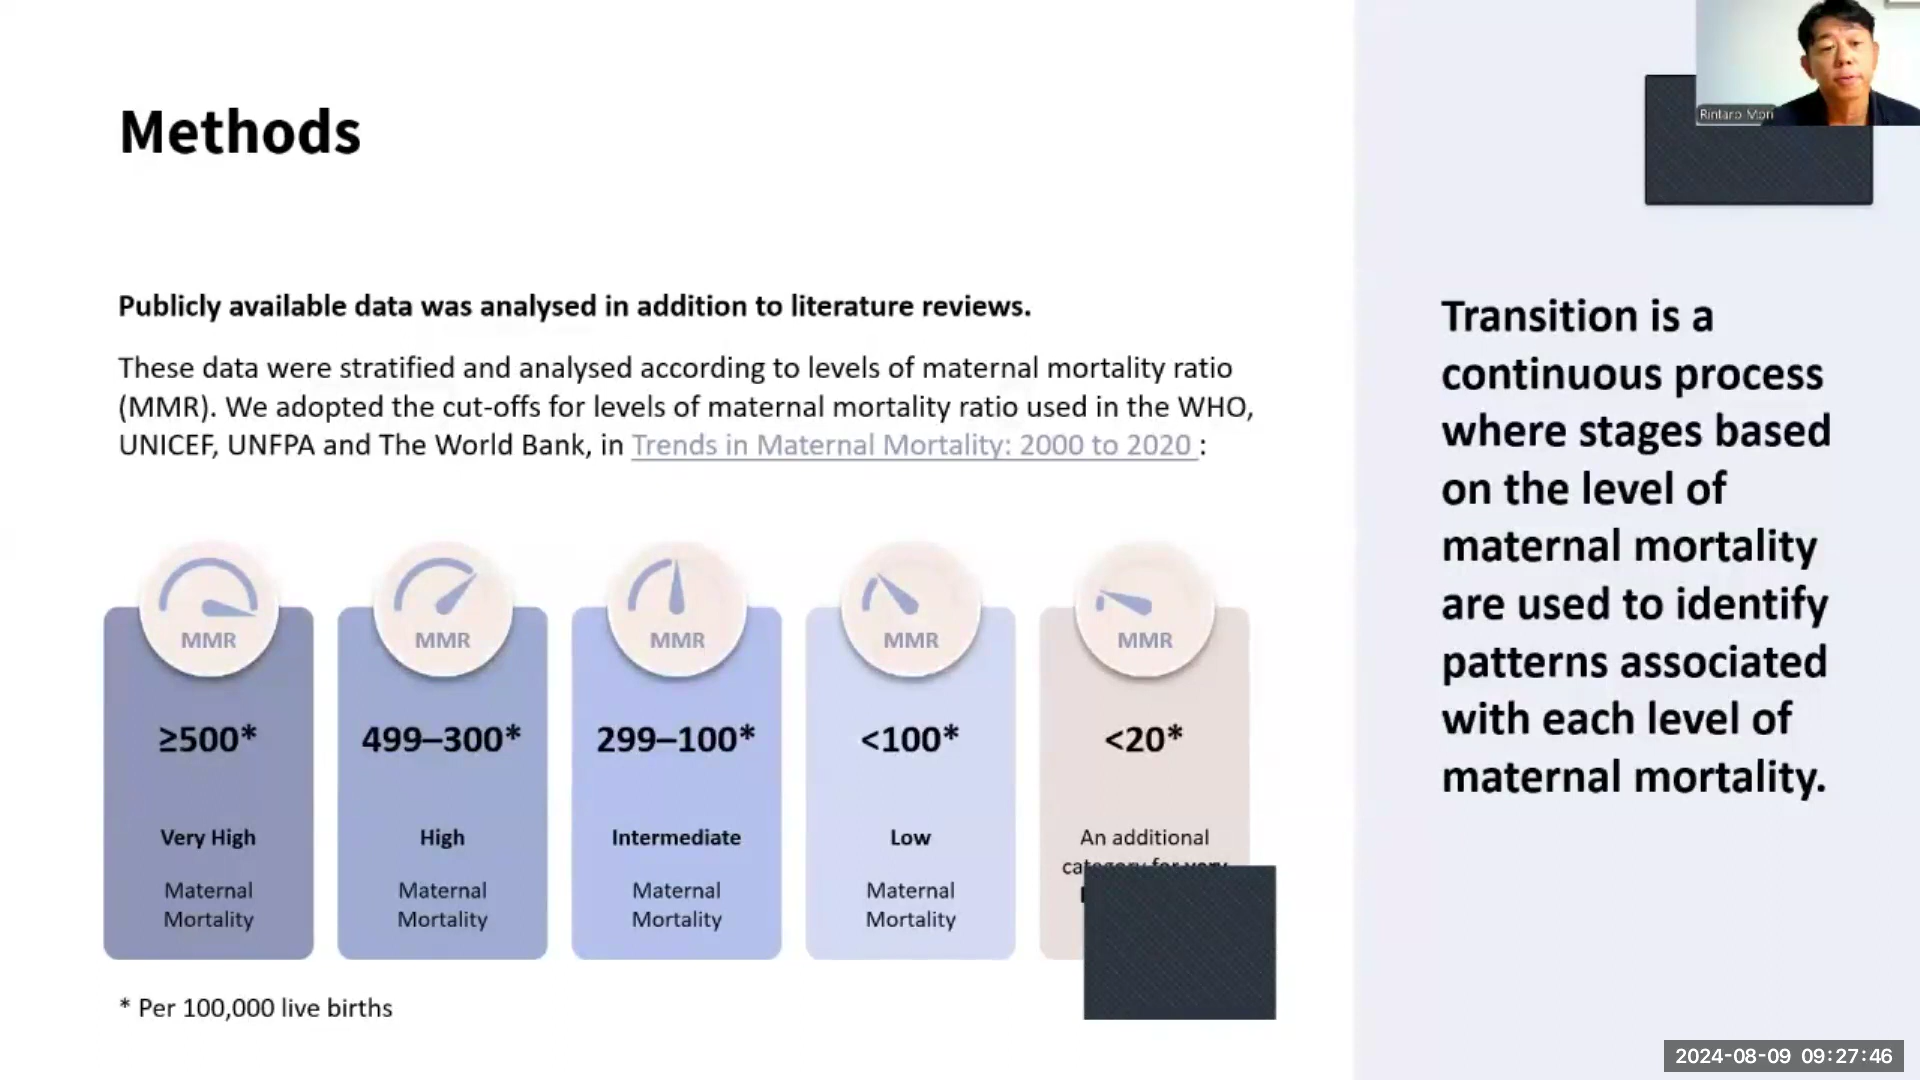 Methods
Publicly available data was analysed in addition to literature reviews.
These data were stratified and analysed according to levels of maternal mortality ratio
(MMR). We adopted the cut-offs for levels of maternal mortality ratio used in the WHO,
UNICEF, UNFPA and The World Bank, in Trends in Maternal Mortality: 2000 to 2020 :
MMR
≥500*
Very High
Maternal
Mortality
MMR
499–300*
High
Maternal
Mortality
MMR
299–100*
Intermediate
Maternal
Mortality
MMR
<100*
Low
Maternal
Mortality
MMR
<20*
An additional
category for very
* Per 100,000 live births
Transition is a
continuous process
where stages based
on the level of
maternal mortality
are used to identify
patterns associated
with each level of
maternal mortality.
Rintaro Mori
2024-08-09 09:27:46